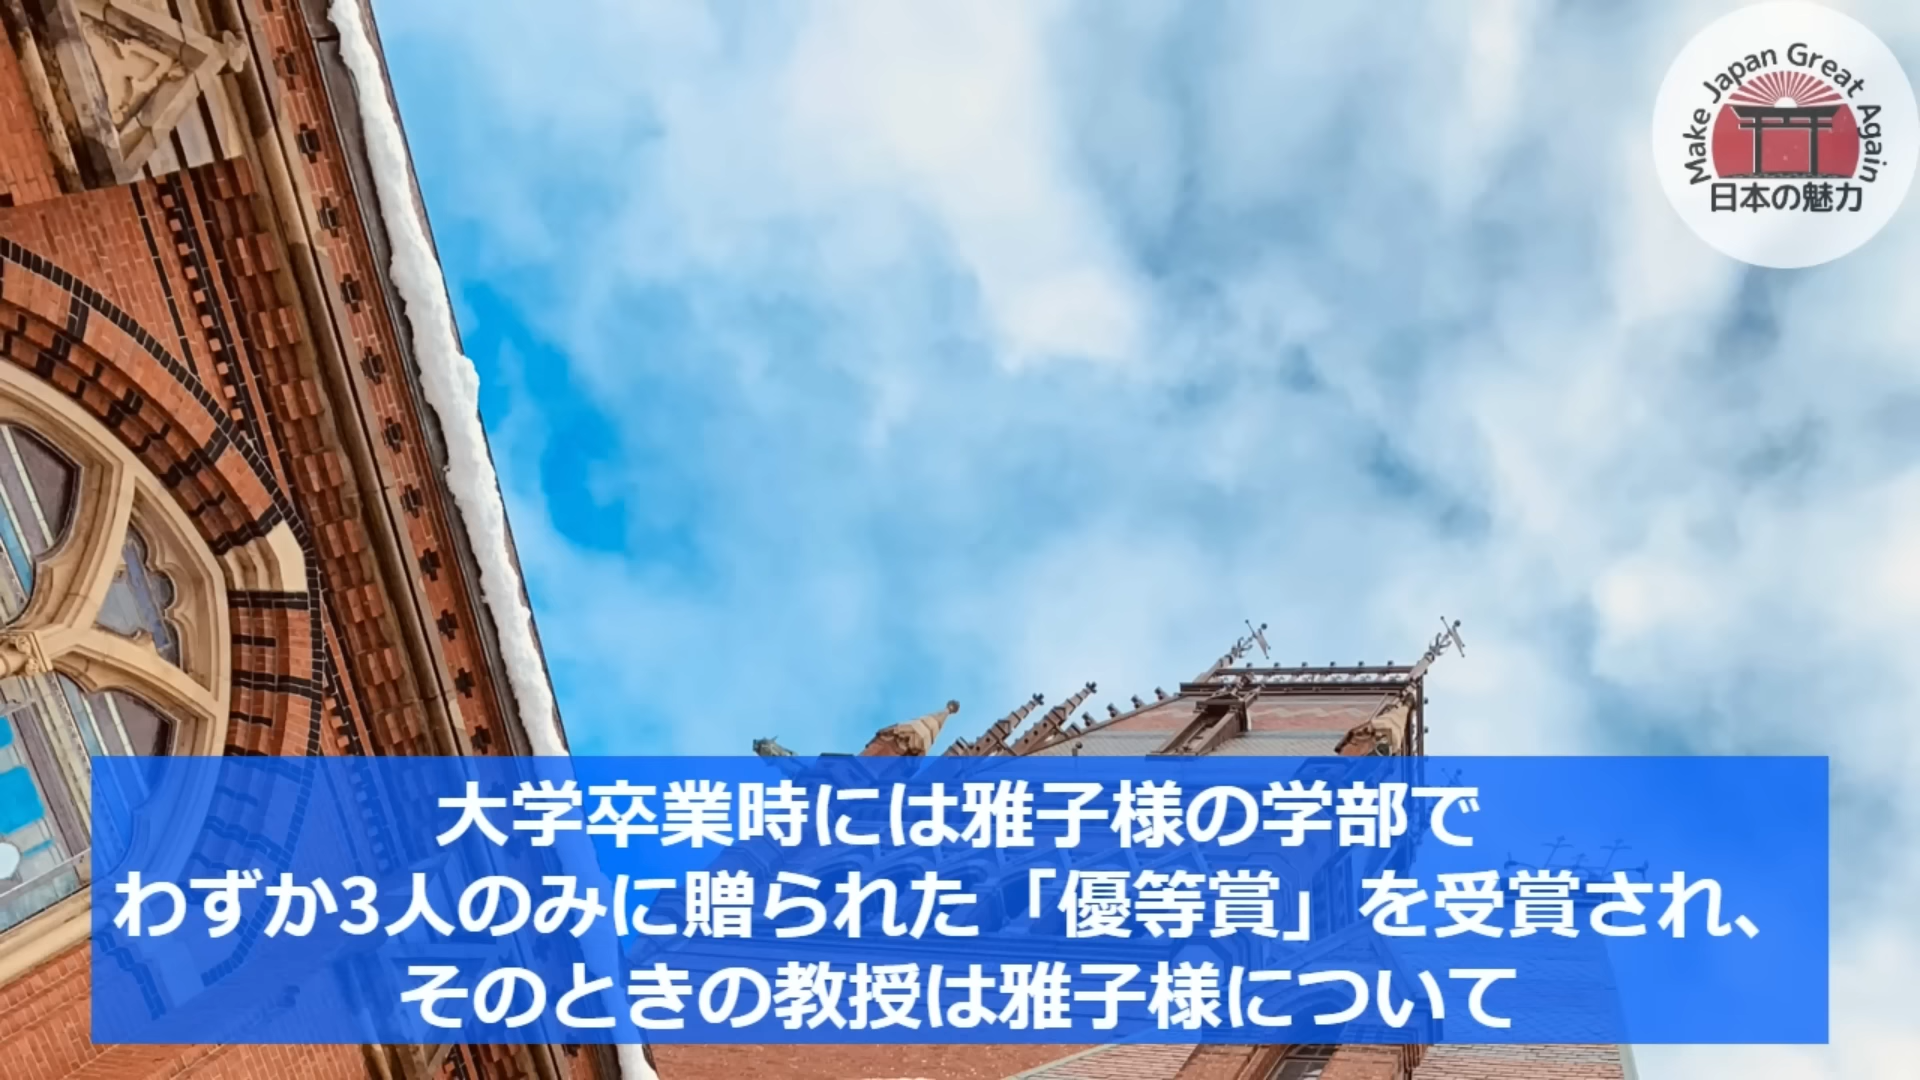 Make Japan Great Again
日本の魅力
大学卒業時には雅子様の学部で
わずか3人のみに贈られた「優等賞」を受賞され、
そのときの教授は雅子様について